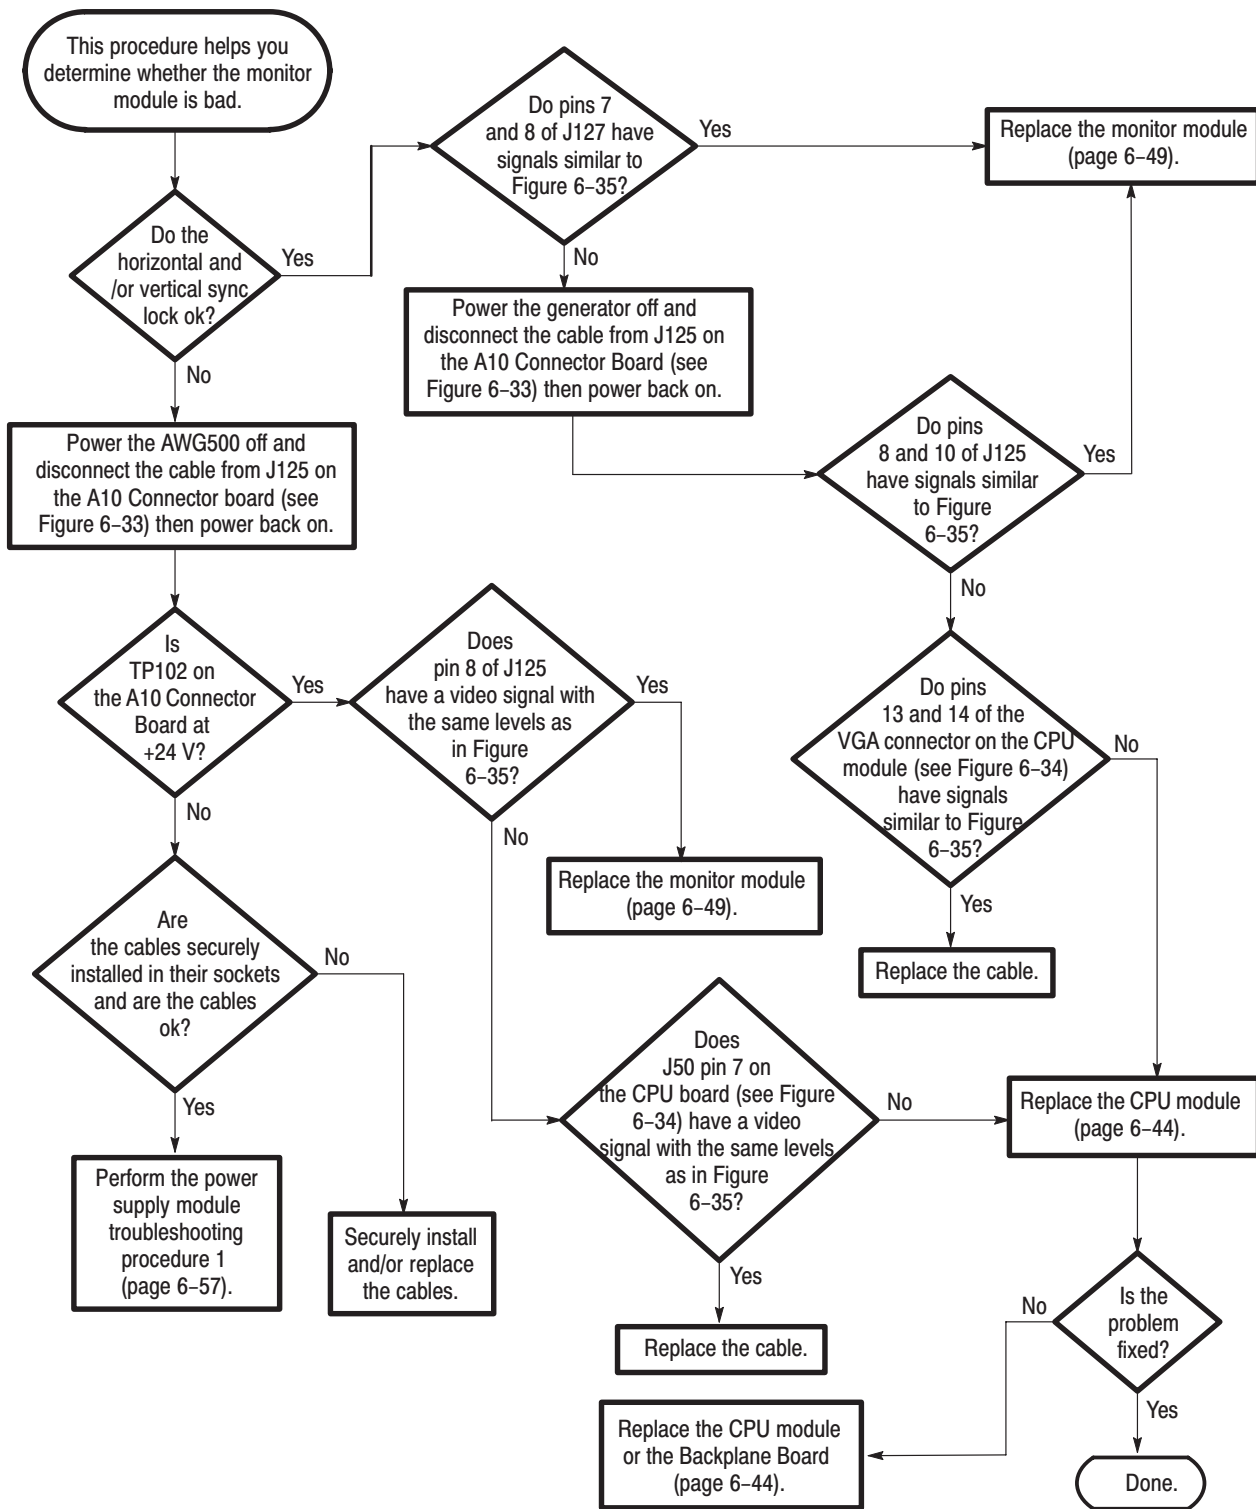 This procedure helps you
determine whether the monitor
module is bad.
Do the
horizontal and
/or vertical sync
lock ok?
Yes
No
Do pins 7
and 8 of J127 have
signals similar to
Figure 6–35?
Yes
No
Replace the monitor module
(page 6–49).
Power the generator off and
disconnect the cable from J125 on
the A10 Connector Board (see
Figure 6–33) then power back on.
Do pins
8 and 10 of J125
have signals similar
to Figure
6–35?
Yes
No
Power the AWG500 off and
disconnect the cable from J125 on
the A10 Connector board (see
Figure 6–33) then power back on.
Is
TP102 on
the A10 Connector
Board at
+24 V?
Yes
No
Does
pin 8 of J125
have a video signal with
the same levels as
in Figure
6–35?
Yes
No
Do pins
13 and 14 of the
VGA connector on the CPU
module (see Figure 6–34)
have signals
similar to Figure
6–35?
No
Yes
Replace the monitor module
(page 6–49).
Replace the cable.
Are
the cables securely
installed in their sockets
and are the cables
ok?
No
Yes
Does
J50 pin 7 on
the CPU board (see Figure
6–34) have a video
signal with the same levels
as in Figure
6–35?
No
Yes
Replace the CPU module
(page 6–44).
Perform the power
supply module
troubleshooting
procedure 1
(page 6–57).
Securely install
and/or replace
the cables.
Replace the cable.
Is the
problem
fixed?
No
Yes
Replace the CPU module
or the Backplane Board
(page 6–44).
Done.